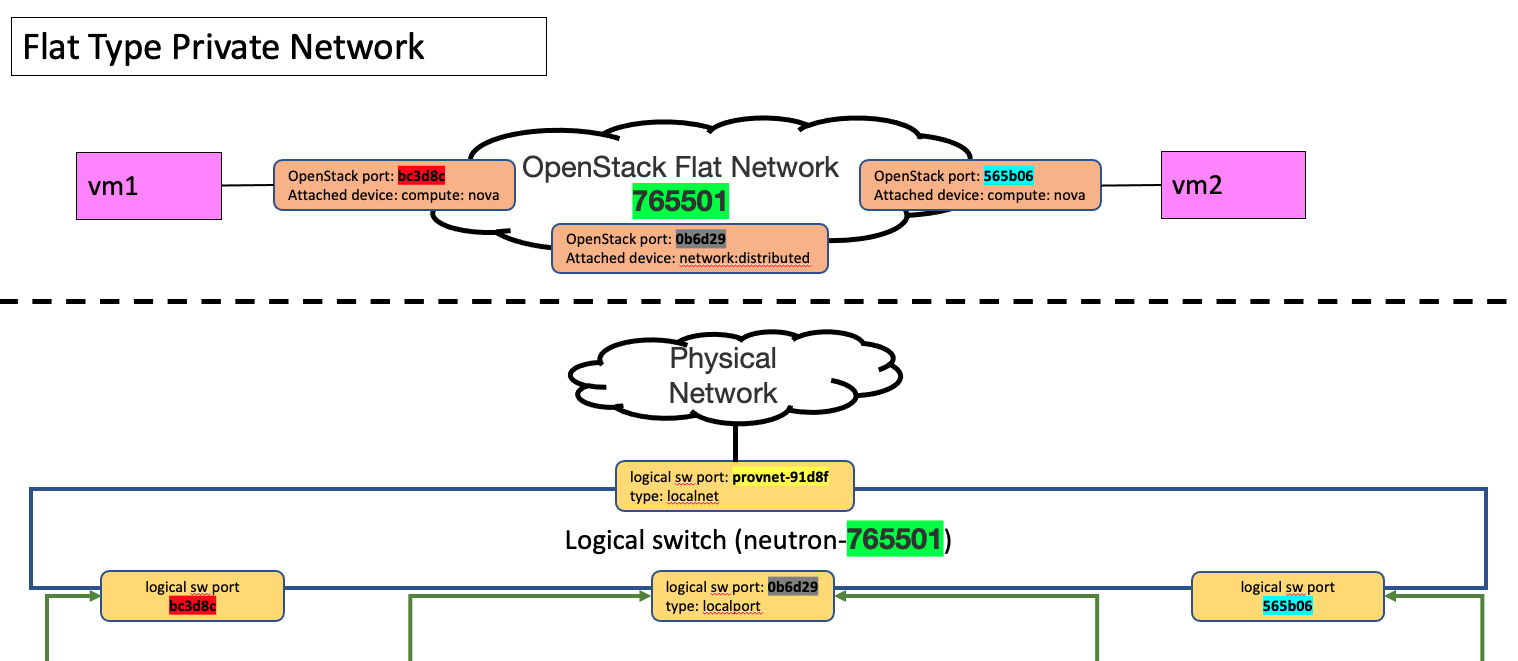 Flat Type Private Network
vm1
OpenStack port: bc3d8c
Attached device: compute: nova
OpenStack Flat Network
765501
OpenStack port: 565b06
Attached device: compute: nova
vm2
OpenStack port: 0b6d29
Attached device: network:distributed
Physical
Network
logical sw port: provnet-91d8f
type: localnet
Logical switch (neutron-765501)
logical sw port
bc3d8c
logical sw port: 0b6d29
type: localport
logical sw port
565b06